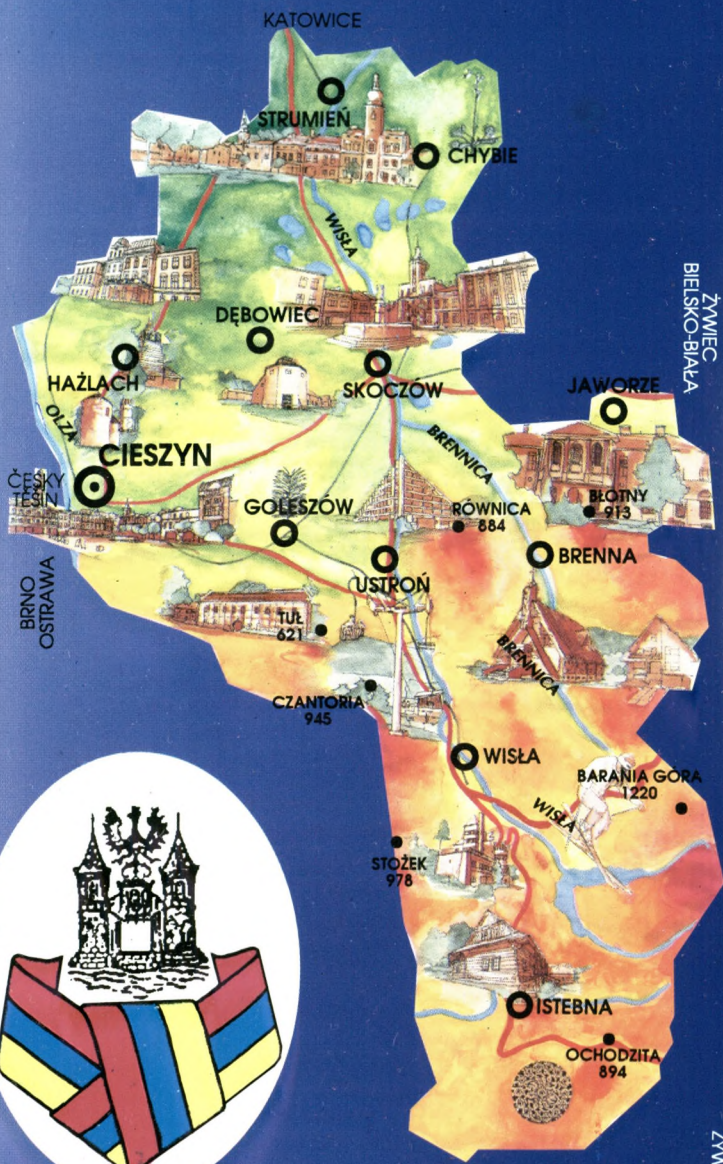 KATOWICE
STRUMIEŃ
CHYBIE
WISŁA
ŻYWIEC
BIELSKO-BIAŁA
DĘBOWIEC
HAŻLACH
SKOCZÓW
JAWORZE
OLZA
BRENNICA
CIESZYN
ČESKY
TĚŠIN
GOLESZÓW
RÓWNICA
884
BŁOTNY
913
BRENNA
USTROŃ
BRNO
OSTRAWA
TUŁ
621
BRENNICA
CZANTORIA
945
WISŁA
BARANIA GÓRA
1220
WISŁA
STOŻEK
978
ISTEBNA
OCHODZITA
894